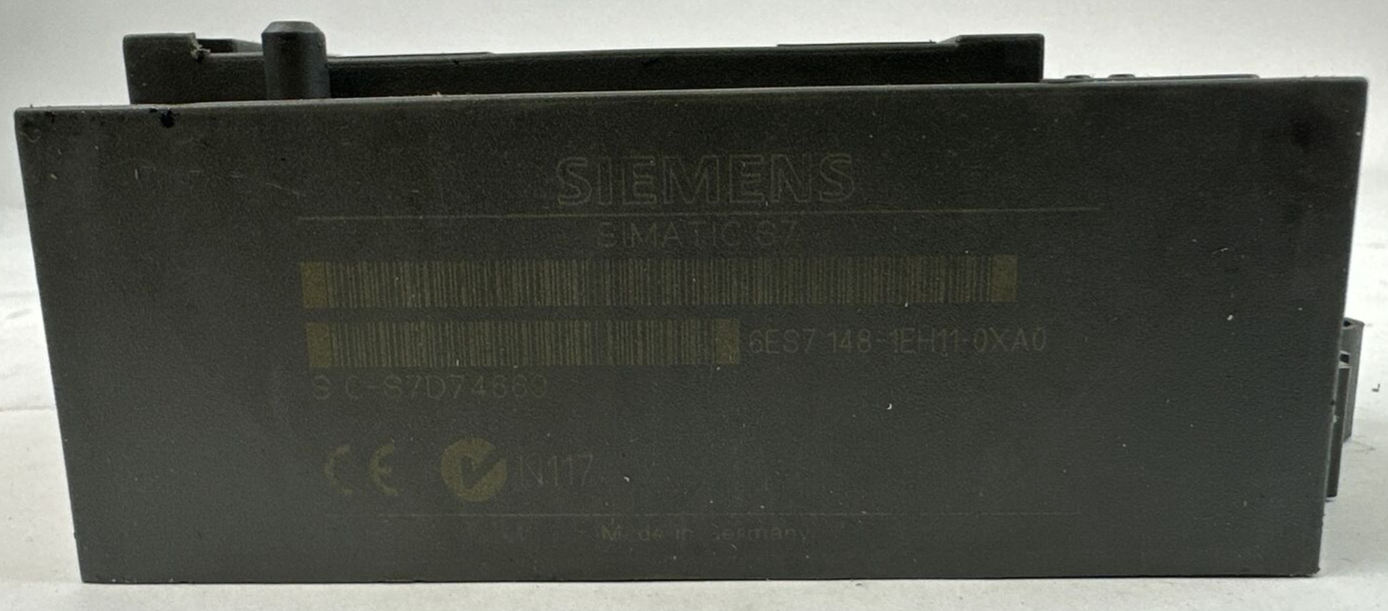 SIEMENS
SIMATIC S7
6ES7 148-1EH11-0XA0
S C-S7D74660
CE N117
Made in Germany